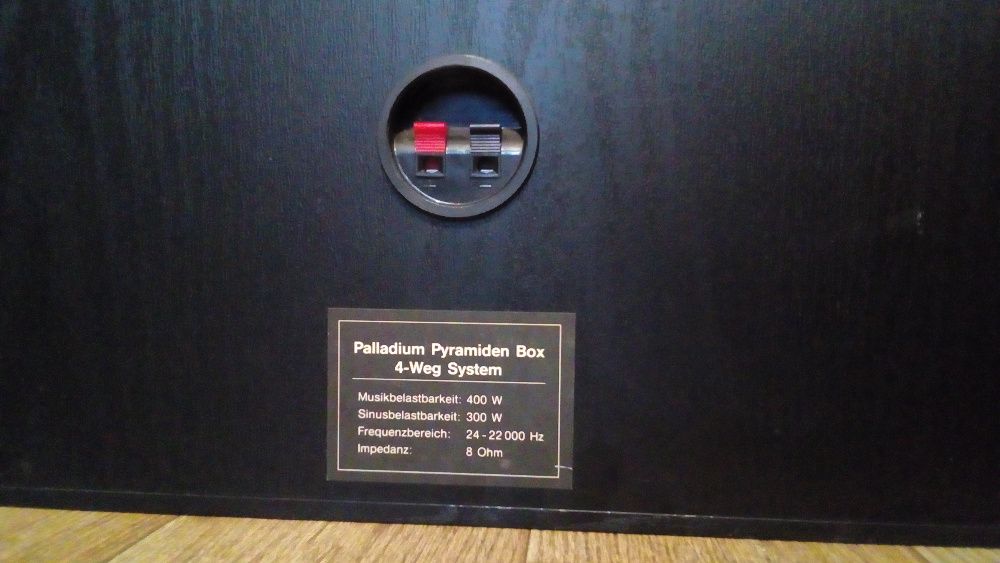 Palladium Pyramiden Box
4-Weg System
Musikbelastbarkeit: 400 W
Sinusbelastbarkeit: 300 W
Frequenzbereich: 24-22 000 Hz
Impedanz: 8 Ohm